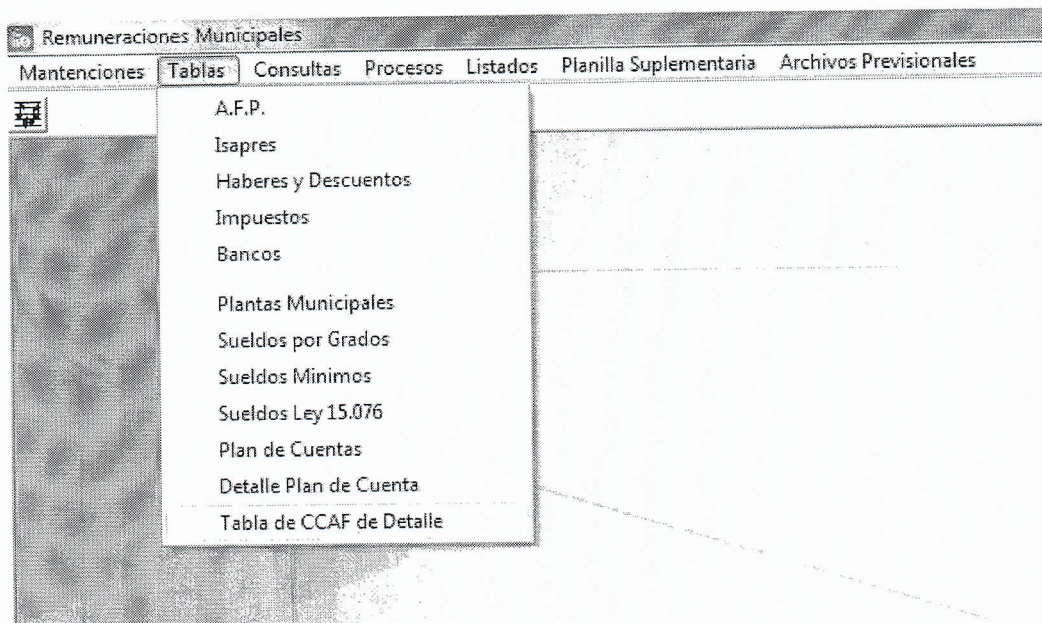 Remuneraciones Municipales
Mantenciones Tablas Consultas Procesos Listados Planilla Suplementaria Archivos Previsionales
A.F.P.
Isapres
Haberes y Descuentos
Impuestos
Bancos
Plantas Municipales
Sueldos por Grados
Sueldos Minimos
Sueldos Ley 15.076
Plan de Cuentas
Detalle Plan de Cuenta
Tabla de CCAF de Detalle